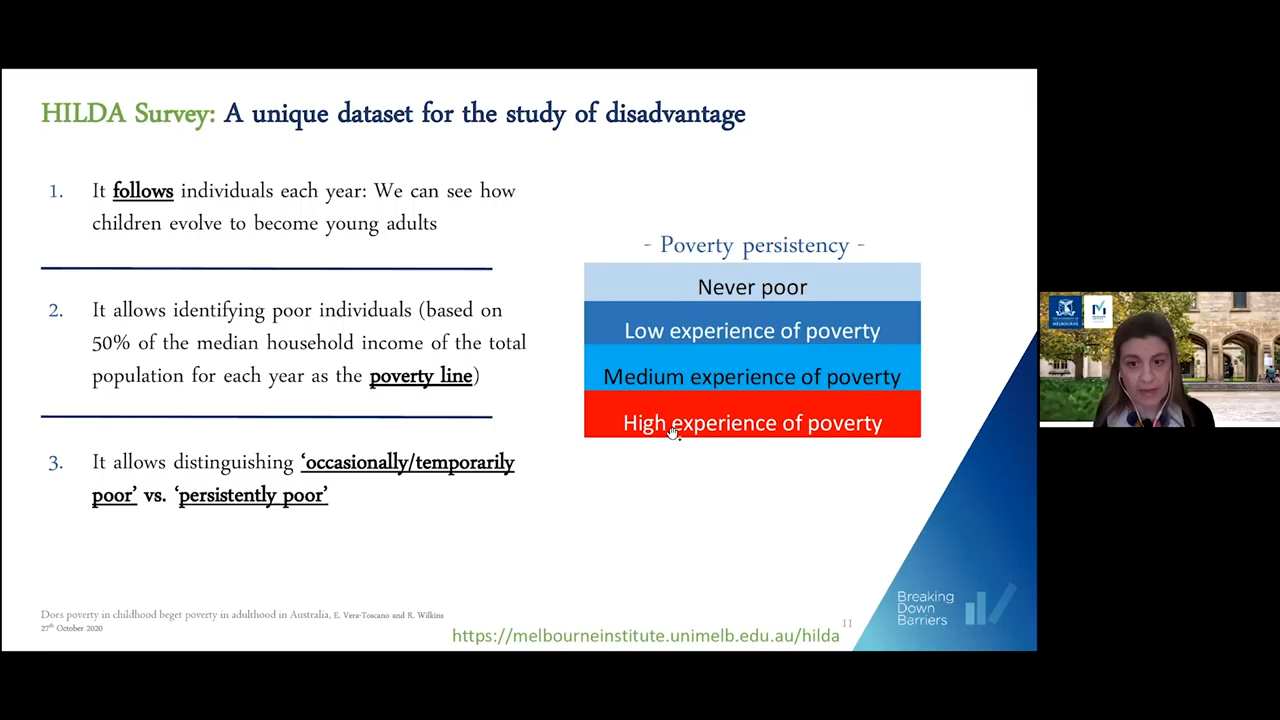 HILDA Survey: A unique dataset for the study of disadvantage
1. It follows individuals each year: We can see how
children evolve to become young adults
2. It allows identifying poor individuals (based on
50% of the median household income of the total
population for each year as the poverty line)
3. It allows distinguishing ‘occasionally/temporarily
poor’ vs. ‘persistently poor’
- Poverty persistency -
Never poor
Low experience of poverty
Medium experience of poverty
High experience of poverty
Does poverty in childhood beget poverty in adulthood in Australia, E. Vera-Toscano and R. Wilkins
27th October 2020
https://melbourneinstitute.unimelb.edu.au/hilda
11
Breaking
Down
Barriers
MELBOURNE